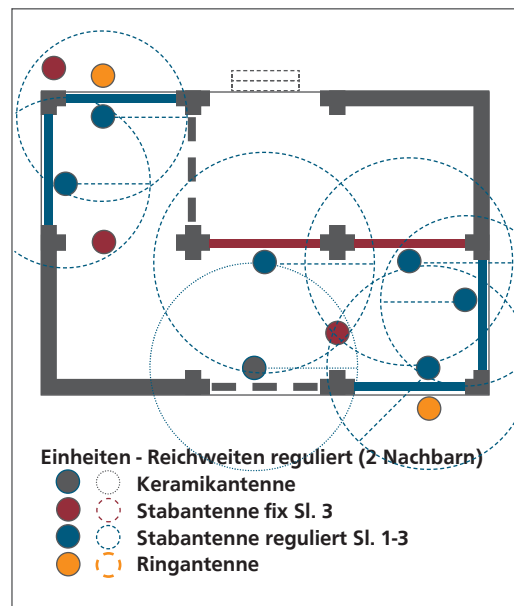 Einheiten - Reichweiten reguliert (2 Nachbarn)
Keramikantenne
Stabantenne fix Sl. 3
Stabantenne reguliert Sl. 1-3
Ringantenne